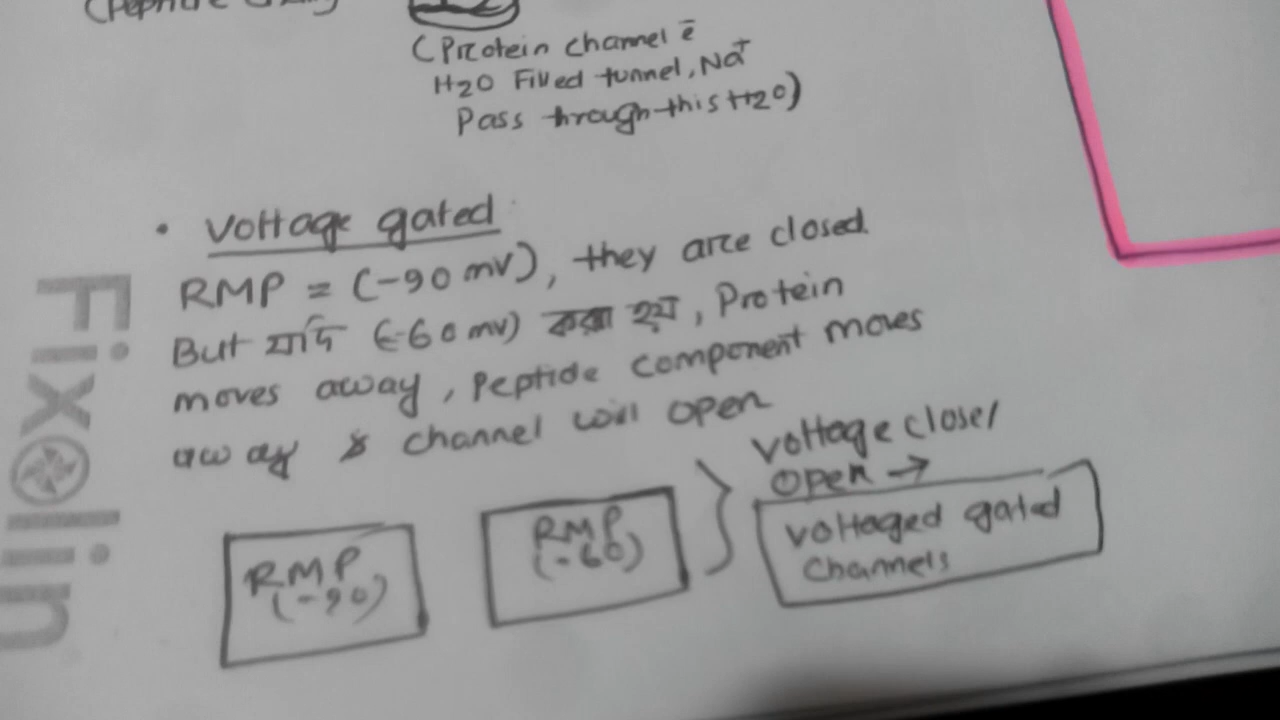 (Peptide
(Protein channel ē
H2O Filled tunnel, Na+
Pass through this H2O)
• Voltage gated
RMP = (-90 mv), they are closed.
But যদি (-60 mv) করা হয়, Protein
moves away, Peptide component moves
away & channel will open
Voltage close/
open →
RMP
(-90)
RMP
(-60)
voltaged gated
channels
Fixolin